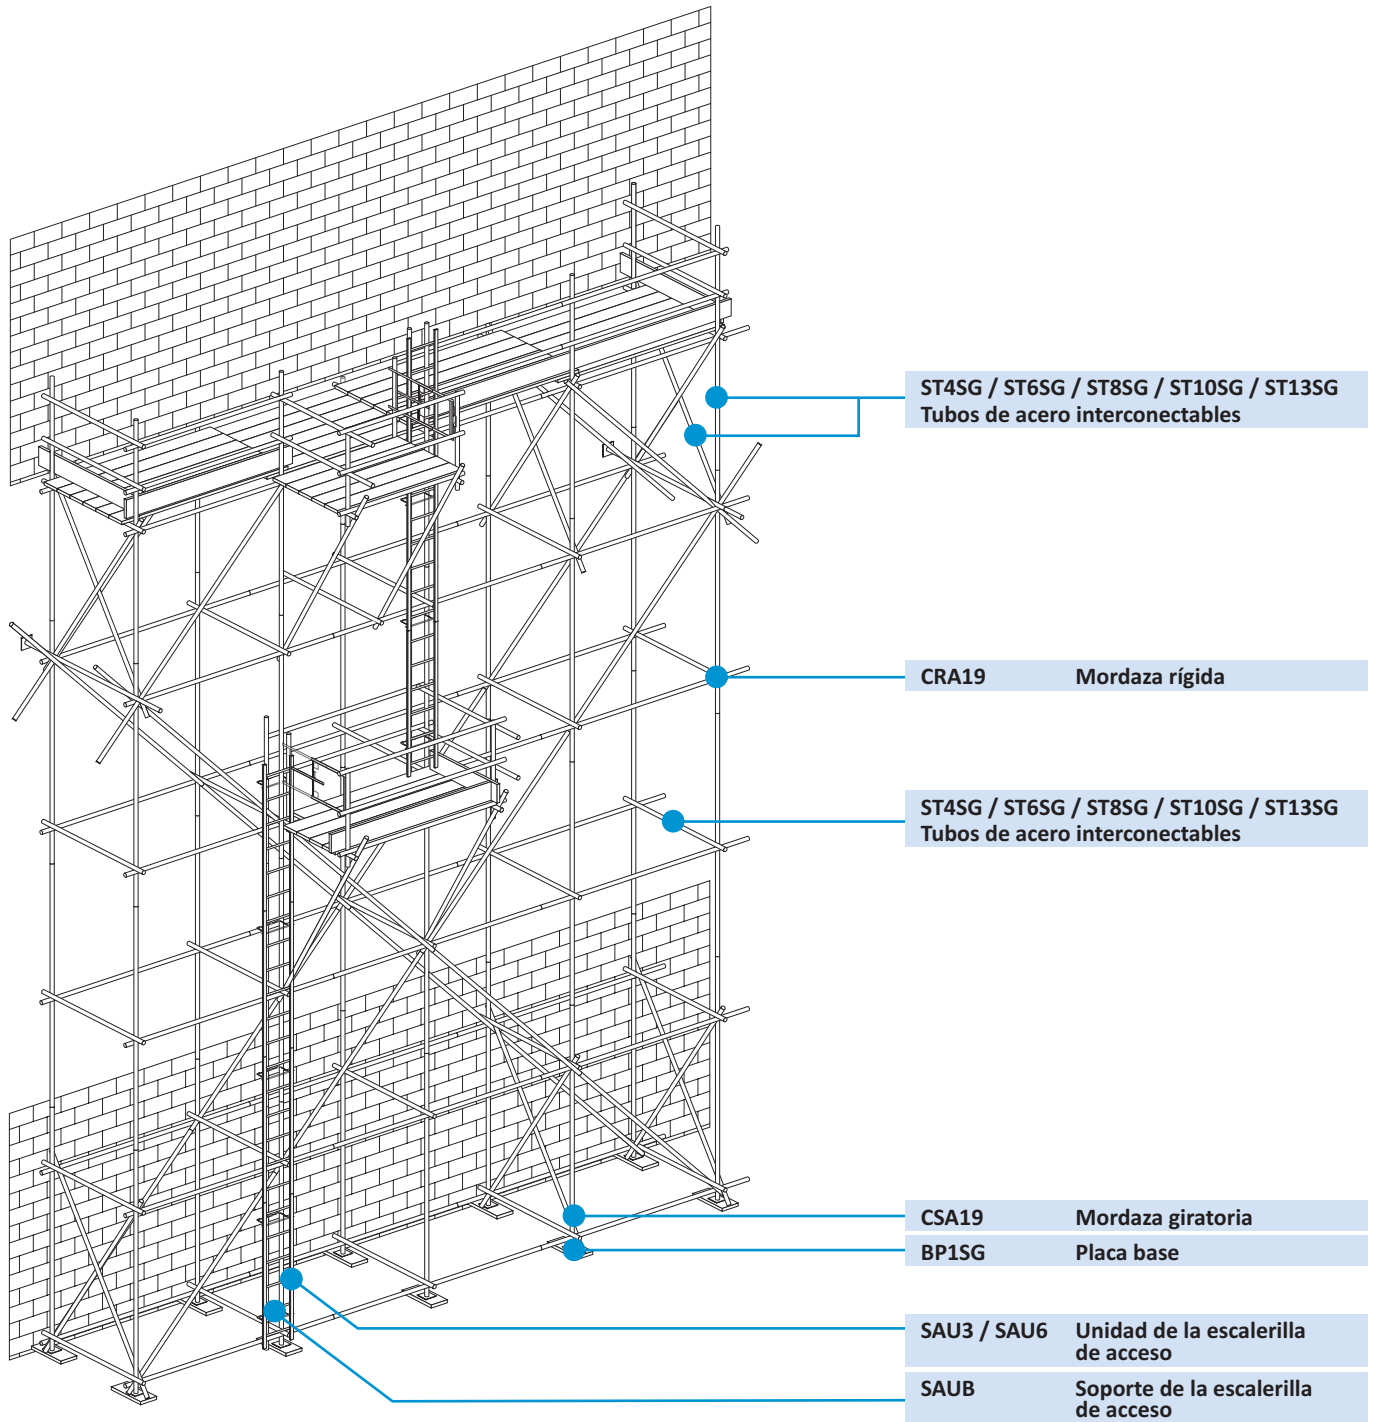 ST4SG / ST6SG / ST8SG / ST10SG / ST13SG
Tubos de acero interconectables
CRA19 Mordaza rígida
ST4SG / ST6SG / ST8SG / ST10SG / ST13SG
Tubos de acero interconectables
CSA19 Mordaza giratoria
BP1SG Placa base
SAU3 / SAU6 Unidad de la escalerilla
de acceso
SAUB Soporte de la escalerilla
de acceso